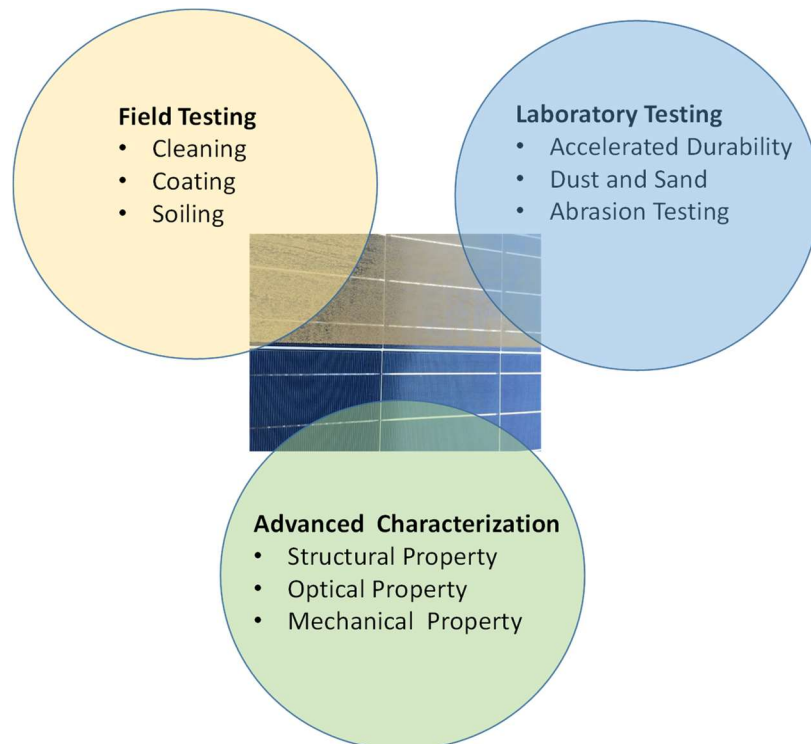 Field Testing
• Cleaning
• Coating
• Soiling
Laboratory Testing
• Accelerated Durability
• Dust and Sand
• Abrasion Testing
Advanced Characterization
• Structural Property
• Optical Property
• Mechanical Property